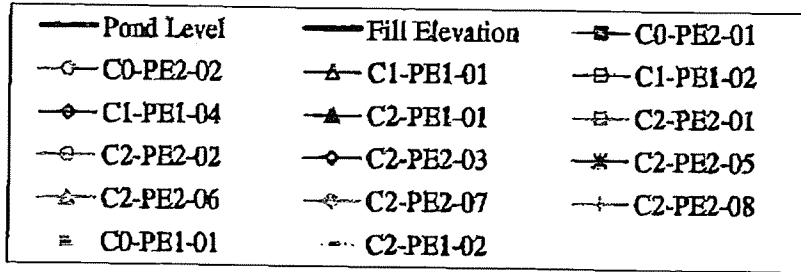 Pond Level Fill Elevation C0-PE2-01
C0-PE2-02 C1-PE1-01 C1-PE1-02
C1-PE1-04 C2-PE1-01 C2-PE2-01
C2-PE2-02 C2-PE2-03 C2-PE2-05
C2-PE2-06 C2-PE2-07 C2-PE2-08
C0-PE1-01 C2-PE1-02